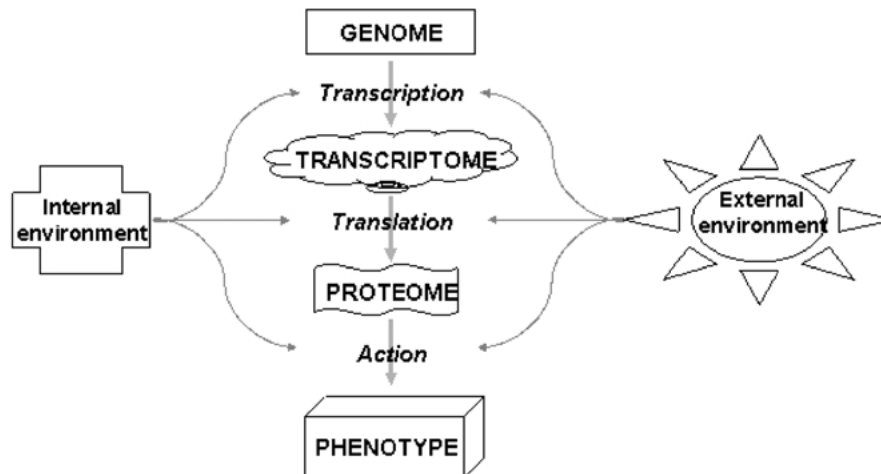 GENOME
Transcription
TRANSCRIPTOME
Internal
environment
External
environment
Translation
PROTEOME
Action
PHENOTYPE